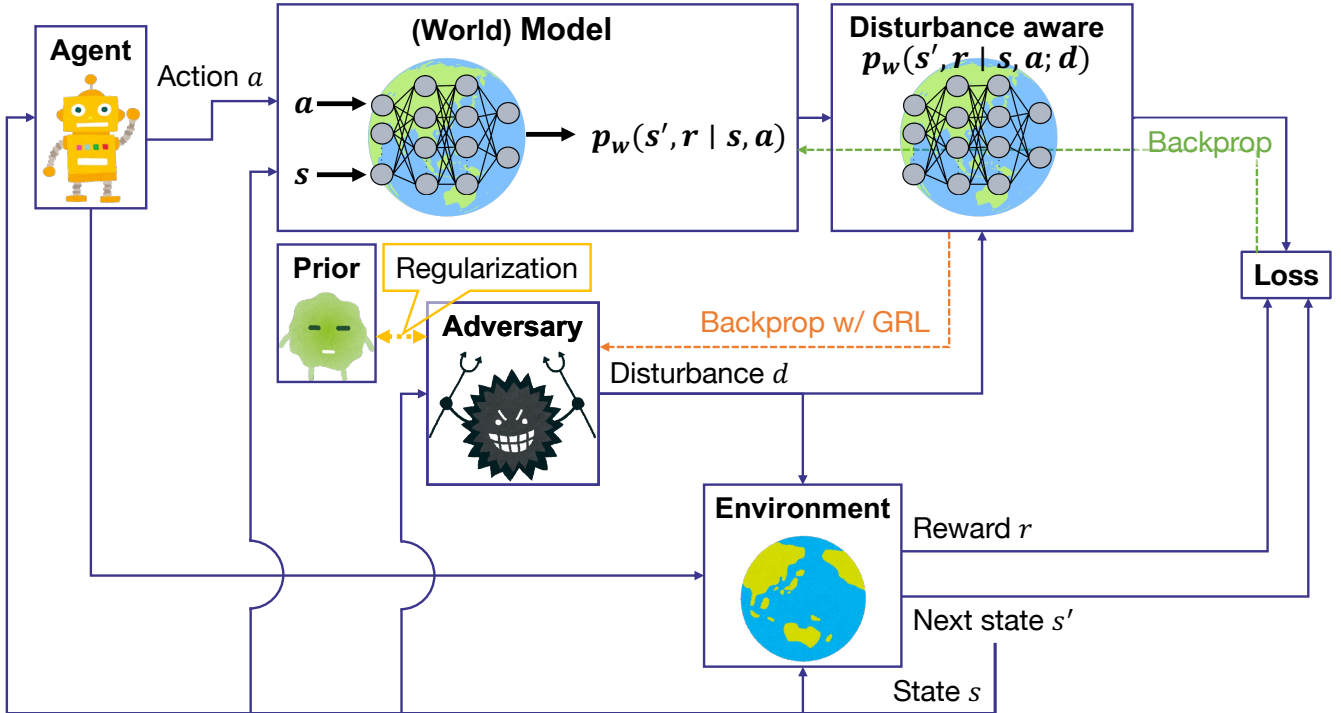 Agent
Action a
(World) Model
a
s
p_w(s′, r | s, a)
Disturbance aware
p_w(s′, r | s, a; d)
Backprop
Loss
Prior
Regularization
Adversary
Backprop w/ GRL
Disturbance d
Environment
Reward r
Next state s′
State s